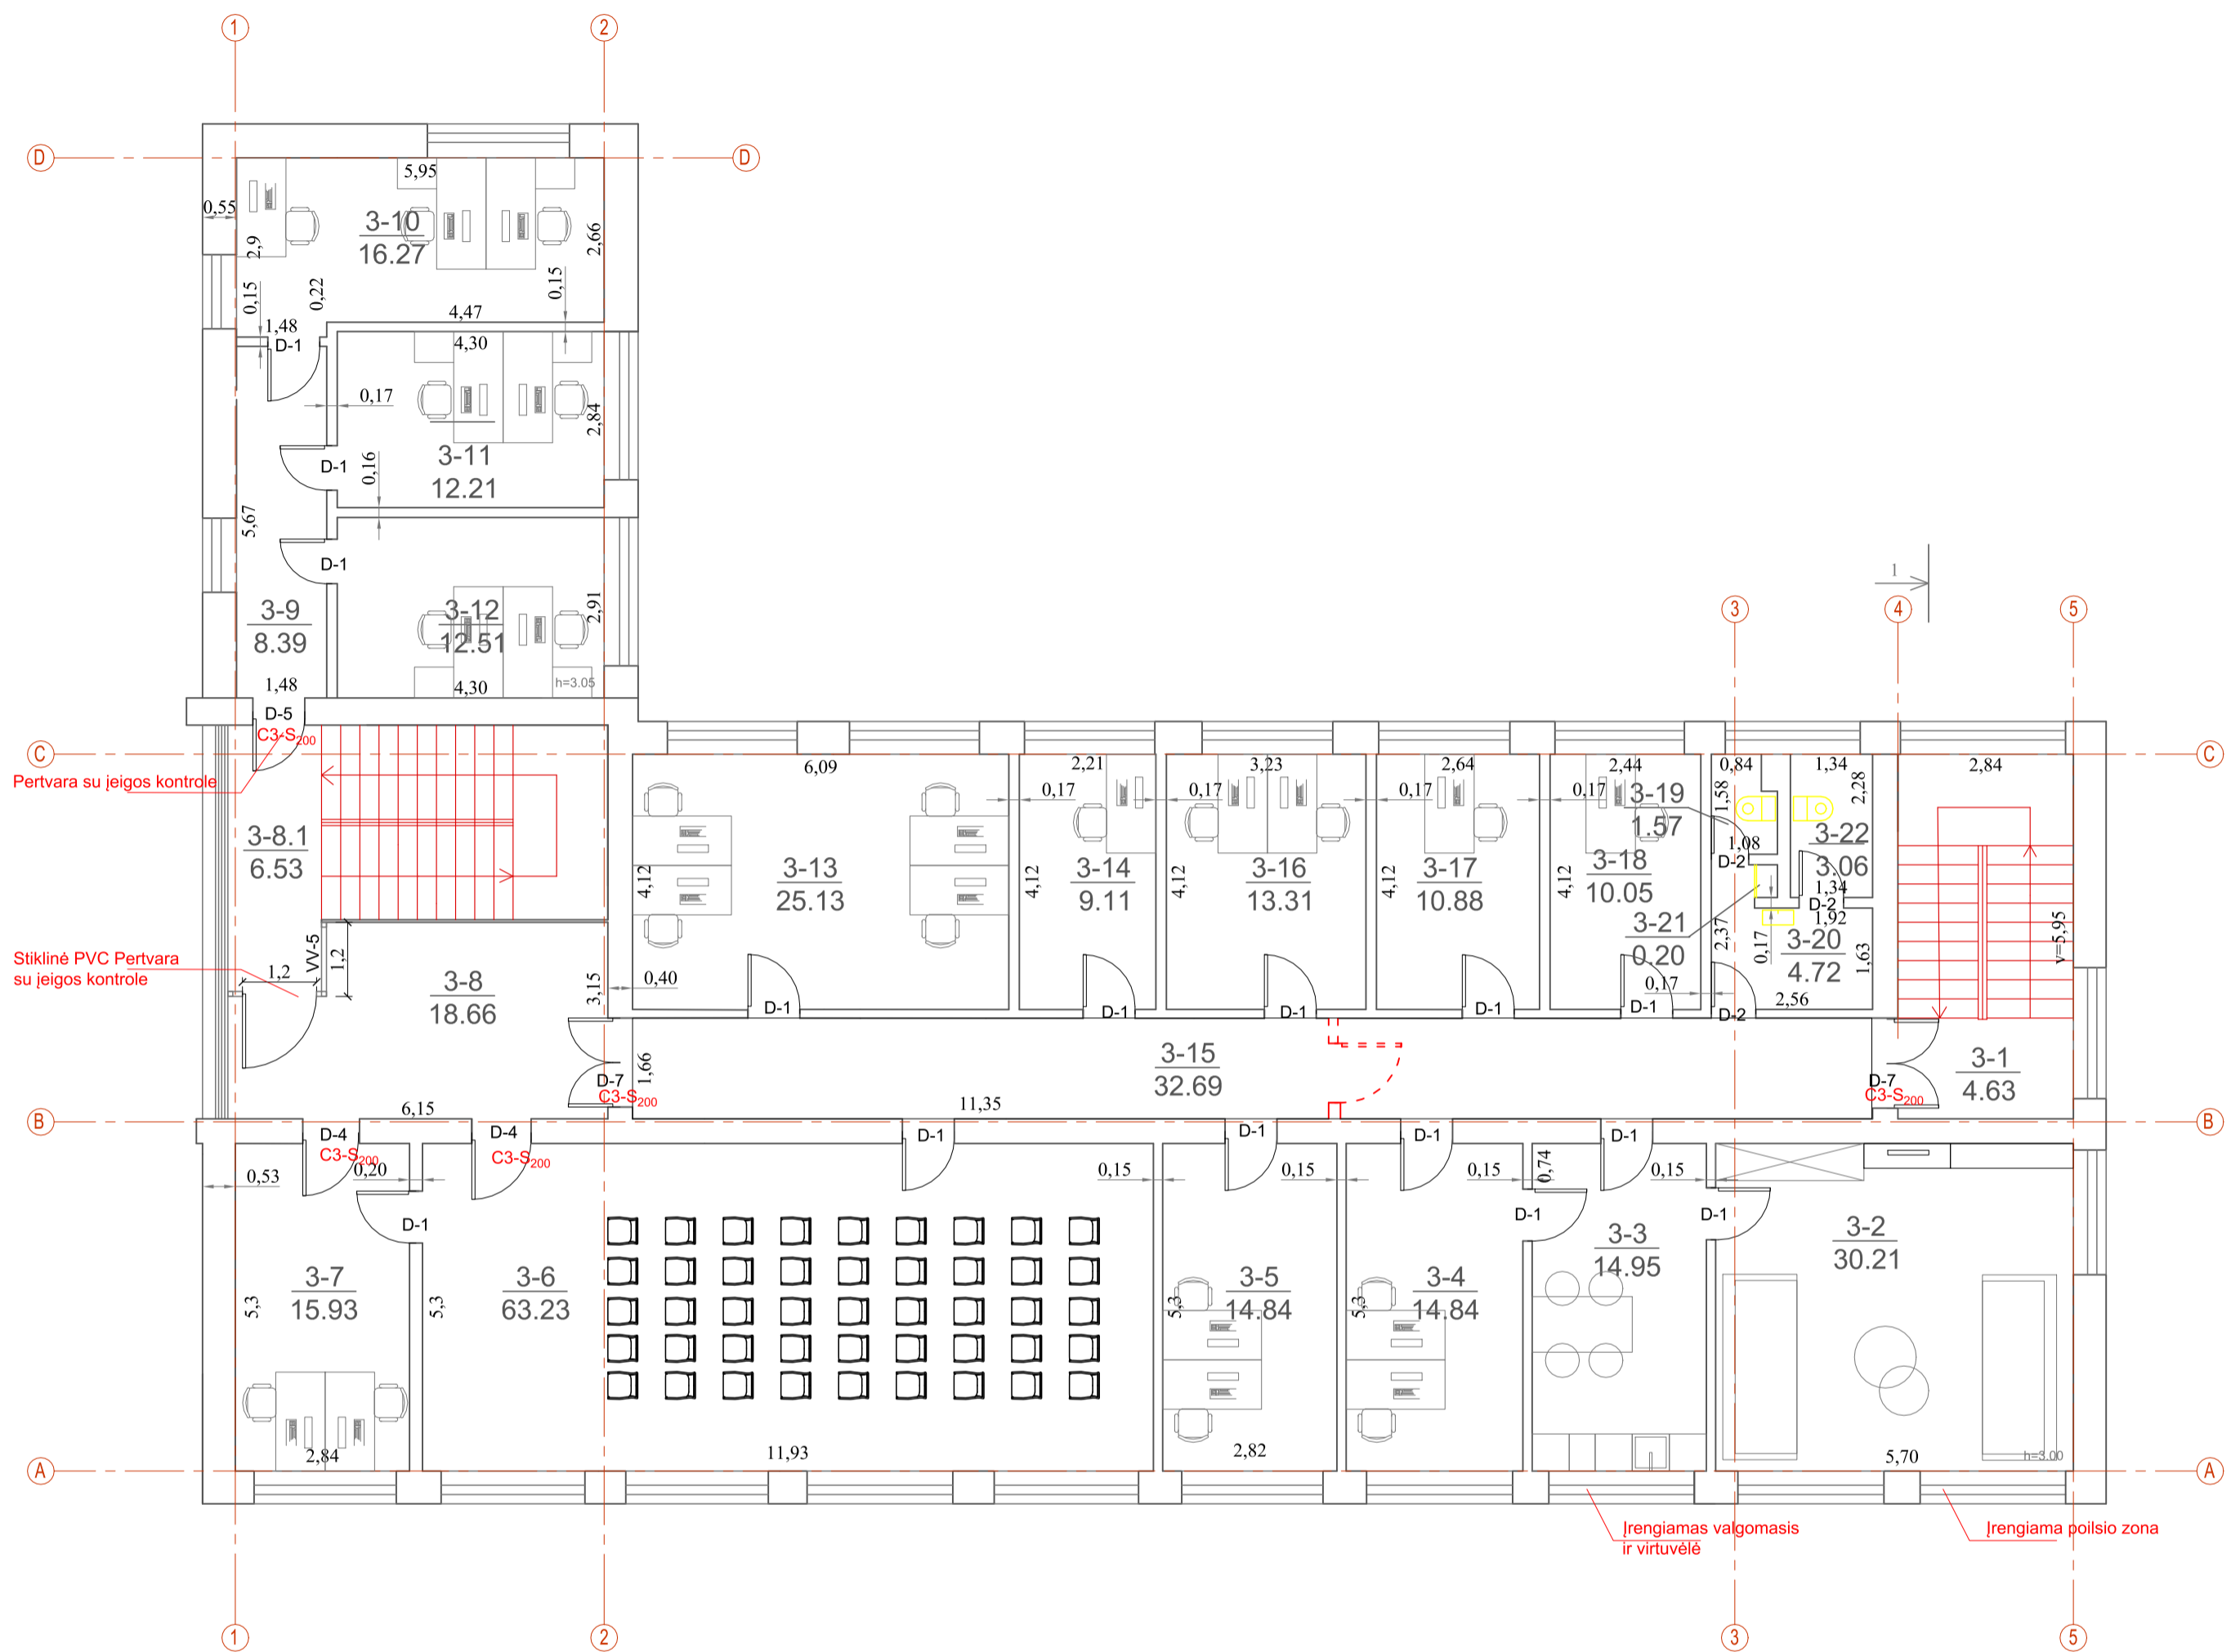 1
2
D
D
5,95
0,55
3-10
16.27
2,9
2,66
0,15
0,22
0,15
1,48
4,47
D-1
4,30
0,17
2,84
3-11
12.21
D-1
0,16
5,67
D-1
3-9
8.39
3-12
12.51
2,91
1,48
4,30
h=3.05
1
3
4
5
D-5
C3-S200
C
C
Pertvara su įeigos kontrole
6,09
2,21
3,23
2,64
2,44
0,84
1,34
2,84
0,17
0,17
0,17
0,17
3-19
1.57
1,58
2,28
3-8.1
6.53
1,08
3-22
3.06
D-2
4,12
3-13
25.13
4,12
3-14
9.11
4,12
3-16
13.31
4,12
3-17
10.88
4,12
3-18
10.05
1,34
D-2
1,92
3-21
0.20
2,37
0,17
3-20
4.72
1,63
v=5,95
Stiklinė PVC Pertvara
su įeigos kontrole
1,2
VV-5
1,2
3-8
18.66
3,15
0,40
0,17
2,56
D-1
D-1
D-1
D-1
D-1
D-2
3-15
32.69
1,66
D-7
C3-S200
3-1
4.63
D-7
C3-S200
11,35
6,15
B
B
D-4
C3-S200
D-4
C3-S200
D-1
D-1
D-1
D-1
0,53
0,20
0,15
0,15
0,15
0,74
0,15
D-1
D-1
D-1
3-7
15.93
5,3
3-6
63.23
5,3
3-5
14.84
5,3
3-4
14.84
5,3
3-3
14.95
3-2
30.21
2,84
11,93
2,82
5,70
h=3.00
A
A
Įrengiamas valgomasis
ir virtuvėlė
Įrengiama poilsio zona
1
2
3
5